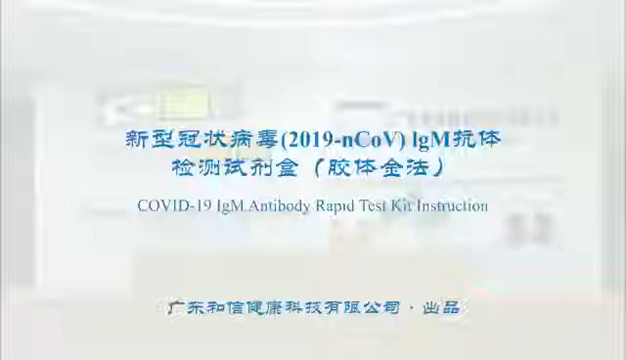 新型冠状病毒(2019-nCoV) IgM抗体
检测试剂盒（胶体金法）
COVID-19 IgM Antibody Rapid Test Kit Instruction
广东和信健康科技有限公司·出品